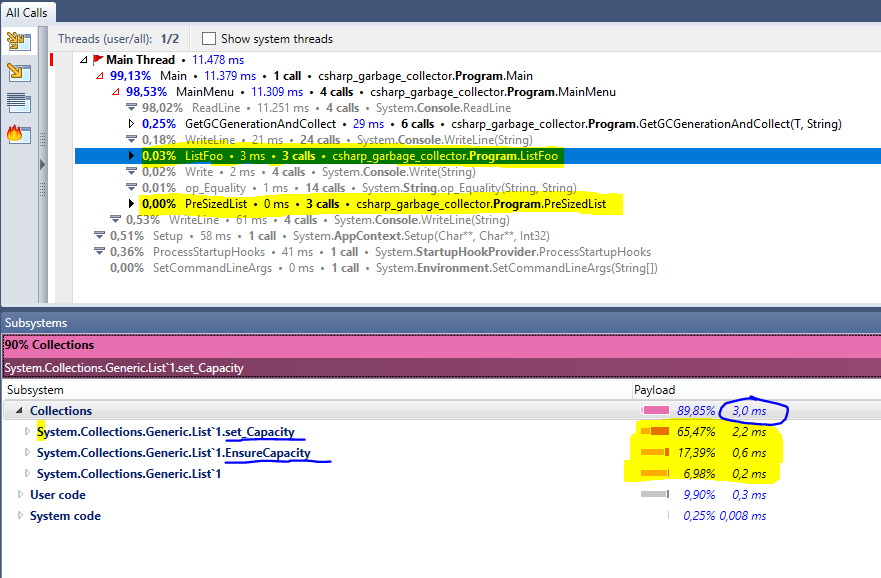 All Calls
Threads (user/all): 1/2 Show system threads
Main Thread • 11.478 ms
99,13% Main • 11.379 ms • 1 call • csharp_garbage_collector.Program.Main
98,53% MainMenu • 11.309 ms • 4 calls • csharp_garbage_collector.Program.MainMenu
98,02% ReadLine • 11.251 ms • 4 calls • System.Console.ReadLine
0,25% GetGCGenerationAndCollect • 29 ms • 6 calls • csharp_garbage_collector.Program.GetGCGenerationAndCollect(T, String)
0,18% WriteLine • 21 ms • 24 calls • System.Console.WriteLine(String)
0,03% ListFoo • 3 ms • 3 calls • csharp_garbage_collector.Program.ListFoo
0,02% Write • 2 ms • 4 calls • System.Console.Write(String)
0,01% op_Equality • 1 ms • 14 calls • System.String.op_Equality(String, String)
0,00% PreSizedList • 0 ms • 3 calls • csharp_garbage_collector.Program.PreSizedList
0,53% WriteLine • 61 ms • 4 calls • System.Console.WriteLine(String)
0,51% Setup • 58 ms • 1 call • System.AppContext.Setup(Char**, Char**, Int32)
0,36% ProcessStartupHooks • 41 ms • 1 call • System.StartupHookProvider.ProcessStartupHooks
0,00% SetCommandLineArgs • 0 ms • 1 call • System.Environment.SetCommandLineArgs(String[])
Subsystems
90% Collections
System.Collections.Generic.List`1.set_Capacity
Subsystem Payload
Collections 89,85% 3,0 ms
System.Collections.Generic.List`1.set_Capacity 65,47% 2,2 ms
System.Collections.Generic.List`1.EnsureCapacity 17,39% 0,6 ms
System.Collections.Generic.List`1 6,98% 0,2 ms
User code 9,90% 0,3 ms
System code 0,25% 0,008 ms